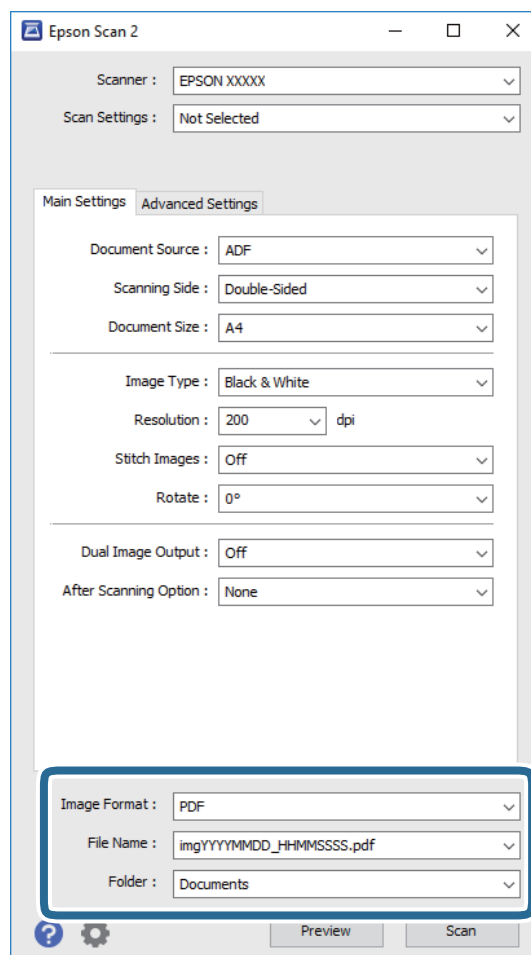 Epson Scan 2
Scanner : EPSON XXXXX
Scan Settings : Not Selected
Main Settings Advanced Settings
Document Source : ADF
Scanning Side : Double-Sided
Document Size : A4
Image Type : Black & White
Resolution : 200 dpi
Stitch Images : Off
Rotate : 0°
Dual Image Output : Off
After Scanning Option : None
Image Format : PDF
File Name : imgYYYYMMDD_HHMMSSSS.pdf
Folder : Documents
? Preview Scan